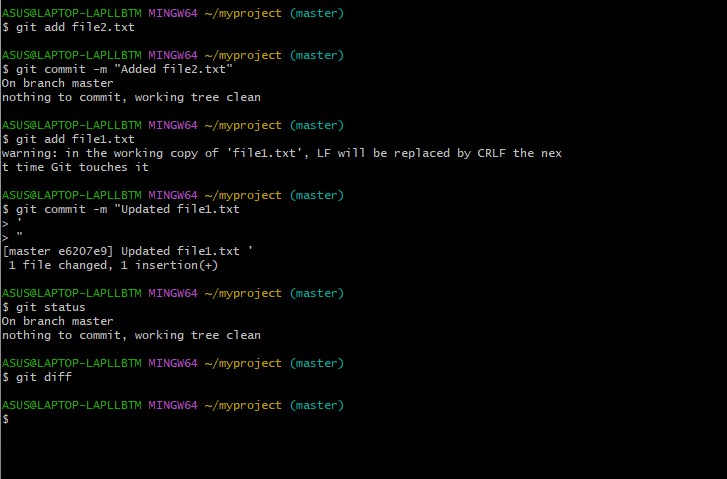 ASUS@LAPTOP-LAPLLBTM MINGW64 ~/myproject (master)
$ git add file2.txt
ASUS@LAPTOP-LAPLLBTM MINGW64 ~/myproject (master)
$ git commit -m "Added file2.txt"
On branch master
nothing to commit, working tree clean
ASUS@LAPTOP-LAPLLBTM MINGW64 ~/myproject (master)
$ git add file1.txt
warning: in the working copy of 'file1.txt', LF will be replaced by CRLF the nex
t time Git touches it
ASUS@LAPTOP-LAPLLBTM MINGW64 ~/myproject (master)
$ git commit -m "Updated file1.txt
> '
> "
[master e6207e9] Updated file1.txt '
 1 file changed, 1 insertion(+)
ASUS@LAPTOP-LAPLLBTM MINGW64 ~/myproject (master)
$ git status
On branch master
nothing to commit, working tree clean
ASUS@LAPTOP-LAPLLBTM MINGW64 ~/myproject (master)
$ git diff
ASUS@LAPTOP-LAPLLBTM MINGW64 ~/myproject (master)
$